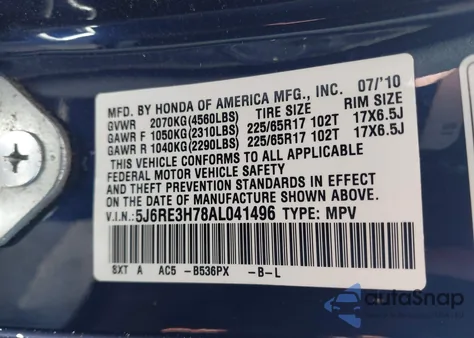 MFD. BY HONDA OF AMERICA MFG., INC. 07/'10
GVWR 2070KG(4560LBS) TIRE SIZE RIM SIZE
GAWR F 1050KG(2310LBS) 225/65R17 102T 17X6.5J
GAWR R 1040KG(2290LBS) 225/65R17 102T 17X6.5J
THIS VEHICLE CONFORMS TO ALL APPLICABLE
FEDERAL MOTOR VEHICLE SAFETY
AND THEFT PREVENTION STANDARDS IN EFFECT
ON THE DATE OF MANUFACTURE SHOWN ABOVE.
V.I.N: 5J6RE3H78AL041496 TYPE: MPV
SXT A AC5 -B536PX -B-L
autoSnap